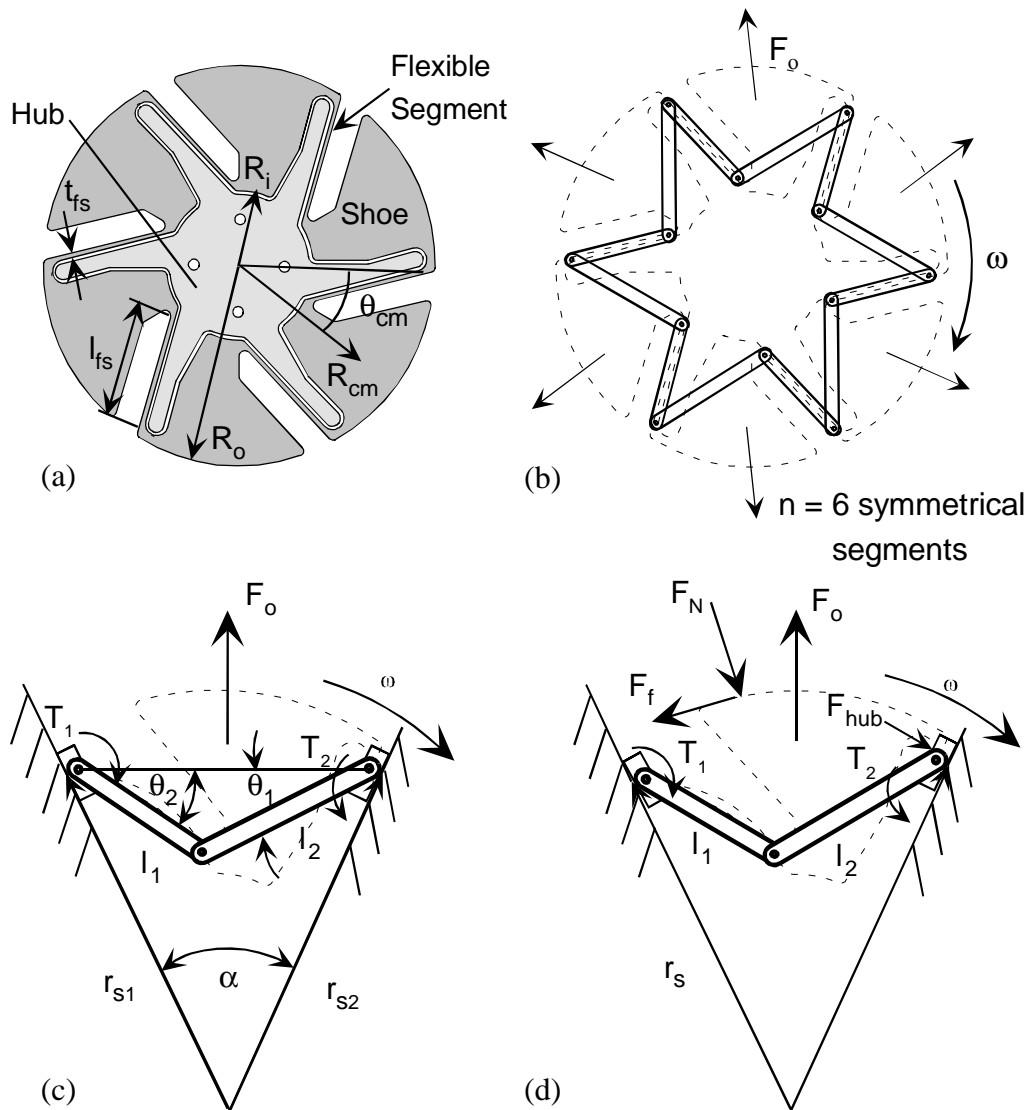 Flexible
Segment
Hub
R_i
t_fs
Shoe
θ_cm
l_fs
R_cm
R_o
(a)
F_o
ω
(b)
n = 6 symmetrical
segments
F_o
ω
T_1
T_2
θ_2
θ_1
l_1
l_2
r_s1
α
r_s2
(c)
F_N
F_o
F_f
ω
F_hub
T_1
T_2
l_1
l_2
r_s
(d)